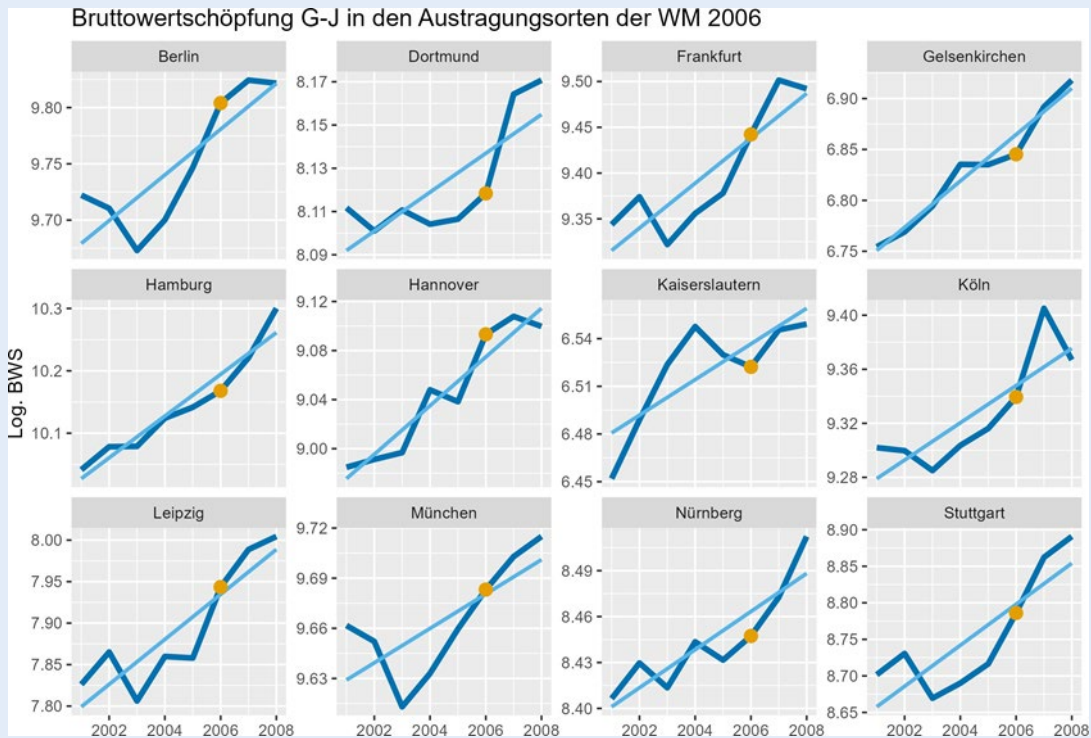 Bruttowertschöpfung G-J in den Austragungsorten der WM 2006
Berlin
Dortmund
Frankfurt
Gelsenkirchen
9.80
9.75
9.70
8.17
8.15
8.13
8.11
8.09
9.50
9.45
9.40
9.35
6.90
6.85
6.80
6.75
Hamburg
Hannover
Kaiserslautern
Köln
Log. BWS
10.3
10.2
10.1
9.12
9.08
9.04
9.00
6.54
6.51
6.48
6.45
9.40
9.36
9.32
9.28
Leipzig
München
Nürnberg
Stuttgart
8.00
7.95
7.90
7.85
7.80
9.72
9.69
9.66
9.63
8.49
8.46
8.43
8.40
8.90
8.85
8.80
8.75
8.70
8.65
2002 2004 2006 2008
2002 2004 2006 2008
2002 2004 2006 2008
2002 2004 2006 2008